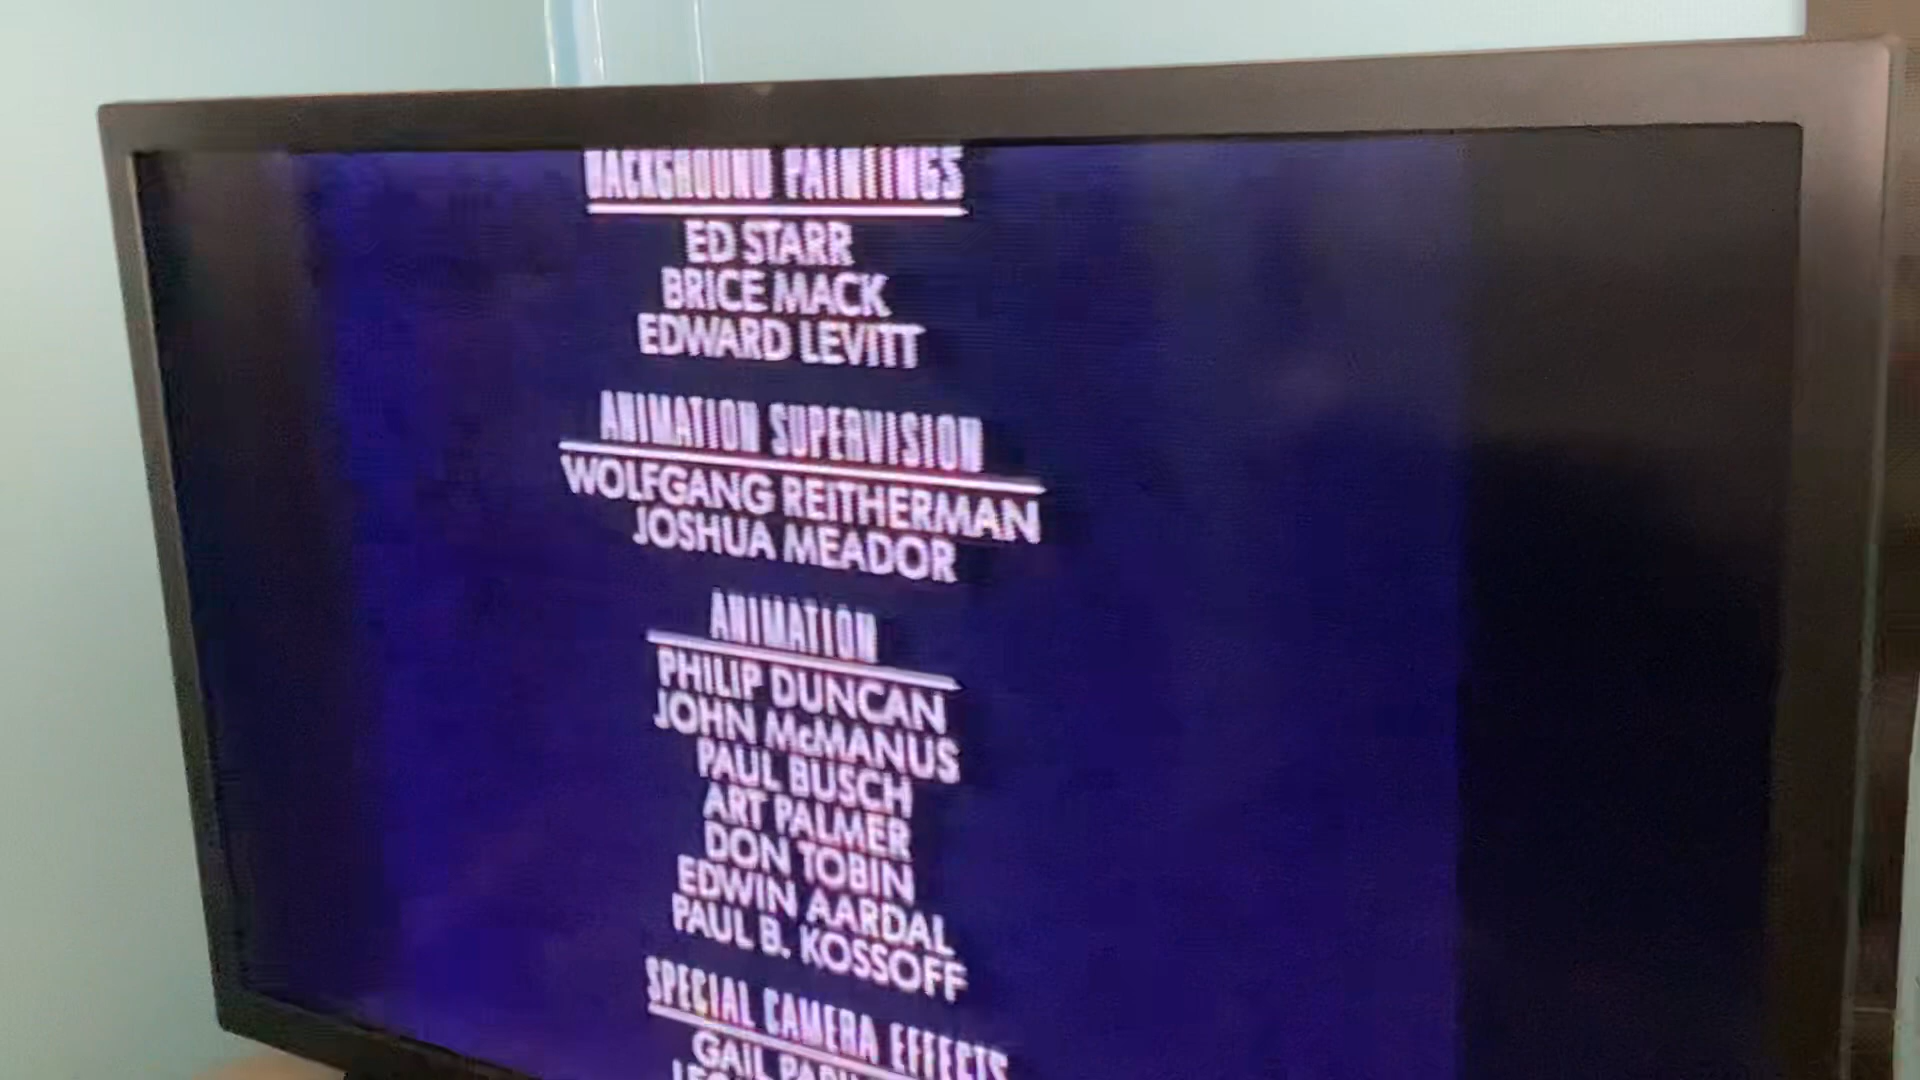 BACKGROUND PAINTINGS
ED STARR
BRICE MACK
EDWARD LEVITT
ANIMATION SUPERVISION
WOLFGANG REITHERMAN
JOSHUA MEADOR
ANIMATION
PHILIP DUNCAN
JOHN McMANUS
PAUL BUSCH
ART PALMER
DON TOBIN
EDWIN AARDAL
PAUL B. KOSSOFF
SPECIAL CAMERA EFFECTS
GAIL